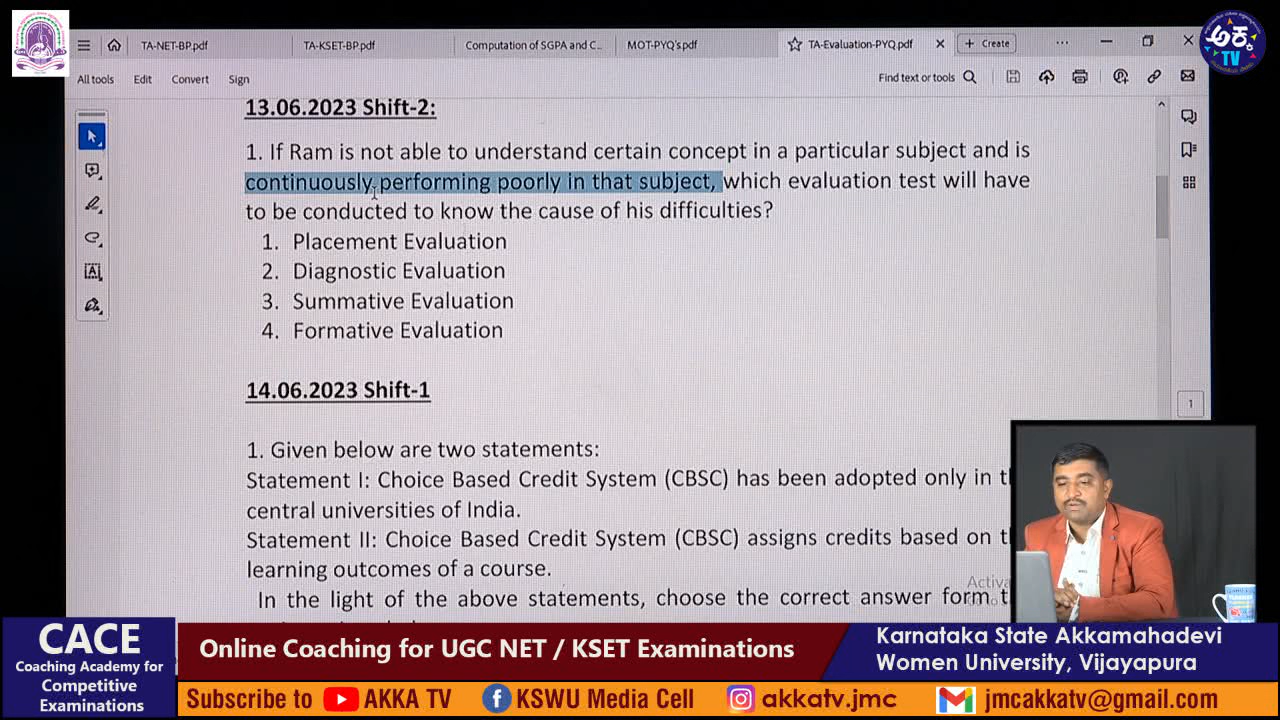 TA-NET-BP.pdf
TA-KSET-BP.pdf
Computation of SGPA and C...
MOT-PYQ's.pdf
TA-Evaluation-PYQ.pdf
Create
All tools
Edit
Convert
Sign
Find text or tools
13.06.2023 Shift-2:
1. If Ram is not able to understand certain concept in a particular subject and is
continuously performing poorly in that subject, which evaluation test will have
to be conducted to know the cause of his difficulties?
1. Placement Evaluation
2. Diagnostic Evaluation
3. Summative Evaluation
4. Formative Evaluation
14.06.2023 Shift-1
1
1. Given below are two statements:
Statement I: Choice Based Credit System (CBSC) has been adopted only in th
central universities of India.
Statement II: Choice Based Credit System (CBSC) assigns credits based on th
learning outcomes of a course.
In the light of the above statements, choose the correct answer form t
Activa
ಅಕ್ಕ
TV
CACE
Coaching Academy for
Competitive
Examinations
Online Coaching for UGC NET / KSET Examinations
Karnataka State Akkamahadevi
Women University, Vijayapura
Subscribe to
AKKA TV
KSWU Media Cell
akkatv.jmc
jmcakkatv@gmail.com